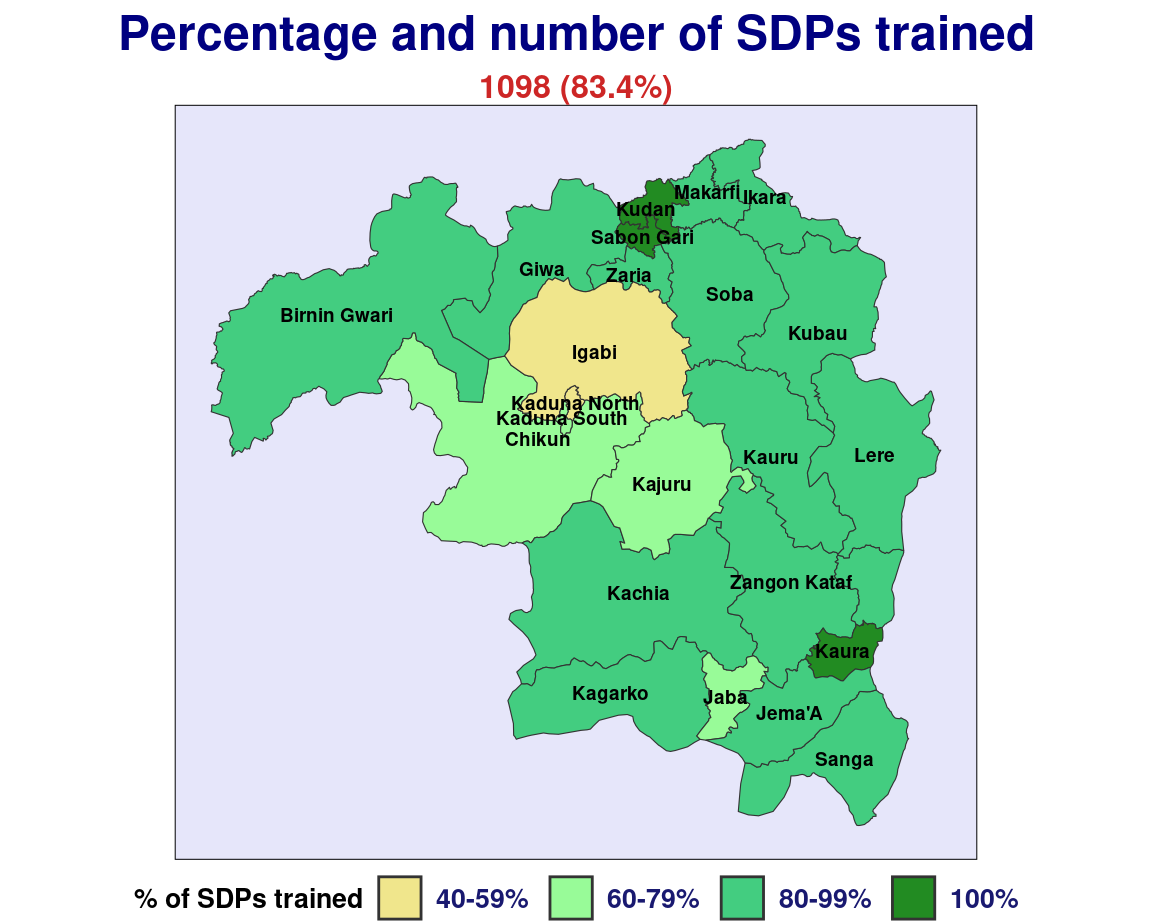 Percentage and number of SDPs trained
1098 (83.4%)
Makarfi
Ikara
Kudan
Sabon Gari
Giwa
Zaria
Soba
Birnin Gwari
Kubau
Igabi
Kaduna North
Kaduna South
Chikun
Kauru
Lere
Kajuru
Zangon Kataf
Kachia
Kaura
Kagarko
Jaba
Jema'A
Sanga
% of SDPs trained 40-59% 60-79% 80-99% 100%